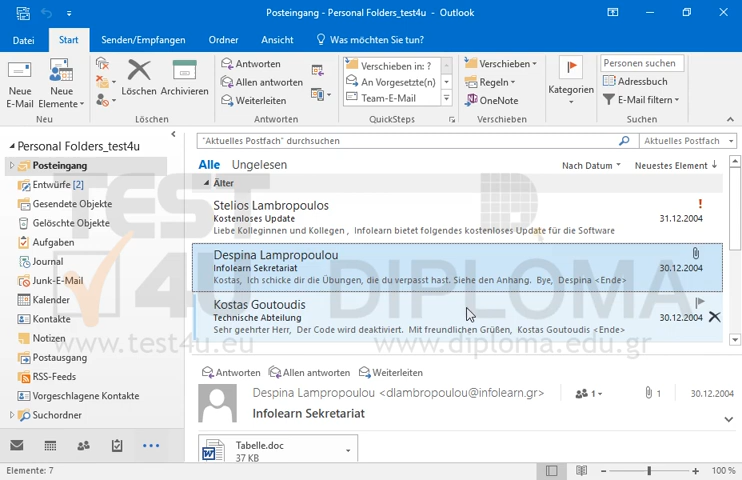 Posteingang - Personal Folders_test4u - Outlook
Datei
Start
Senden/Empfangen
Ordner
Ansicht
Was möchten Sie tun?
Neue E-Mail
Neue Elemente
Löschen
Archivieren
Antworten
Allen antworten
Weiterleiten
Verschieben in: ?
An Vorgesetzte(n)
Team-E-Mail
Verschieben
Regeln
OneNote
Kategorien
Personen suchen
Adressbuch
E-Mail filtern
Neu
Löschen
Antworten
QuickSteps
Verschieben
Suchen
Personal Folders_test4u
Posteingang
Entwürfe [2]
Gesendete Objekte
Gelöschte Objekte
Aufgaben
Journal
Junk-E-Mail
Kalender
Kontakte
Notizen
Postausgang
RSS-Feeds
Vorgeschlagene Kontakte
Suchordner
"Aktuelles Postfach" durchsuchen
Aktuelles Postfach
Alle Ungelesen
Nach Datum
Neuestes Element
Älter
Stelios Lambropoulos
Kostenloses Update
31.12.2004
Liebe Kolleginnen und Kollegen , Infolearn bietet folgendes kostenloses Update für die Software
Despina Lampropoulou
Infolearn Sekretariat
30.12.2004
Kostas, Ich schicke dir die Übungen, die du verpasst hast. Siehe den Anhang. Bye, Despina <Ende>
Kostas Goutoudis
Technische Abteilung
30.12.2004
Sehr geehrter Herr, Der Code wird deaktiviert. Mit freundlichen Grüßen, Kostas Goutoudis <Ende>
TEST 4U DIPLOMA
www.test4u.eu www.diploma.edu.gr
Antworten
Allen antworten
Weiterleiten
Despina Lampropoulou <dlambropoulou@infolearn.gr>
1
1
30.12.2004
Infolearn Sekretariat
Tabelle.doc
37 KB
Elemente: 7
100 %